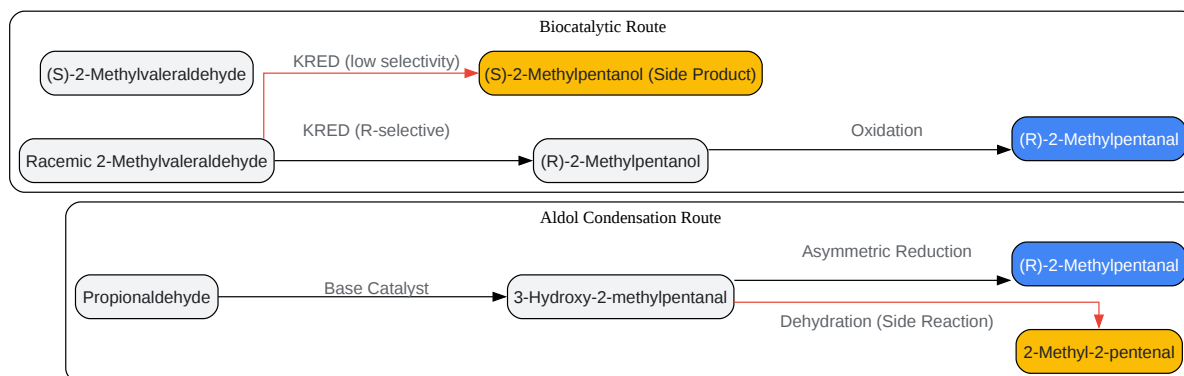 Biocatalytic Route
(S)-2-Methylvaleraldehyde
KRED (low selectivity)
(S)-2-Methylpentanol (Side Product)
Racemic 2-Methylvaleraldehyde
KRED (R-selective)
(R)-2-Methylpentanol
Oxidation
(R)-2-Methylpentanal
Aldol Condensation Route
Propionaldehyde
Base Catalyst
3-Hydroxy-2-methylpentanal
Asymmetric Reduction
(R)-2-Methylpentanal
Dehydration (Side Reaction)
2-Methyl-2-pentenal